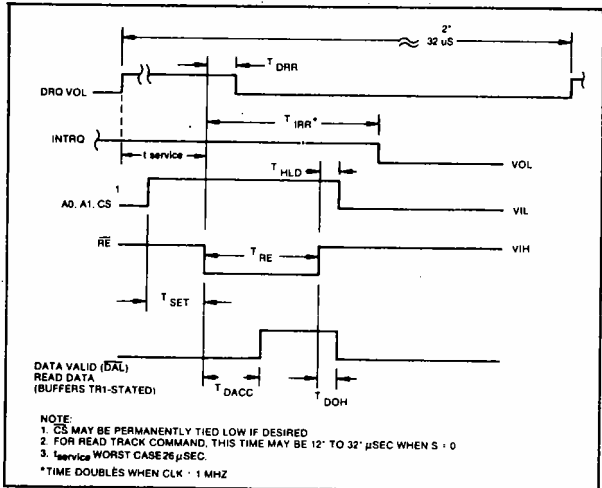 2*
32 uS
T DRR
DRQ VOL
T IRR*
INTRQ
t service
VOL
T HLD
1
A0, A1, CS
VIL
RE
T RE
VIH
T SET
DATA VALID (DAL)
READ DATA
(BUFFERS TR1-STATED)
T DACC
T DOH
NOTE:
1. CS MAY BE PERMANENTLY TIED LOW IF DESIRED
2. FOR READ TRACK COMMAND, THIS TIME MAY BE 12* TO 32* µSEC WHEN S = 0
3. tservice WORST CASE 26 µSEC.
*TIME DOUBLES WHEN CLK = 1 MHZ